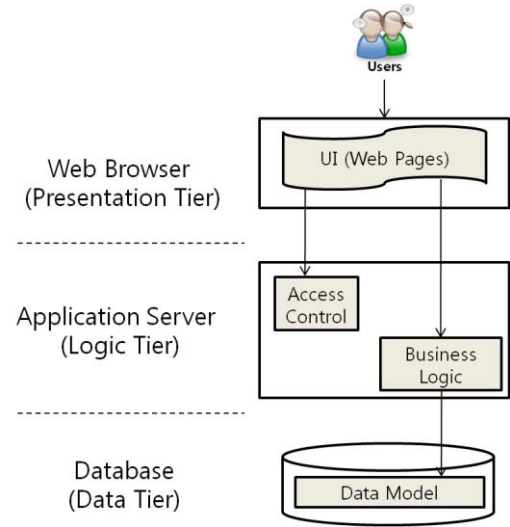 Users
UI (Web Pages)
Web Browser
(Presentation Tier)
Access
Control
Application Server
(Logic Tier)
Business
Logic
Database
(Data Tier)
Data Model